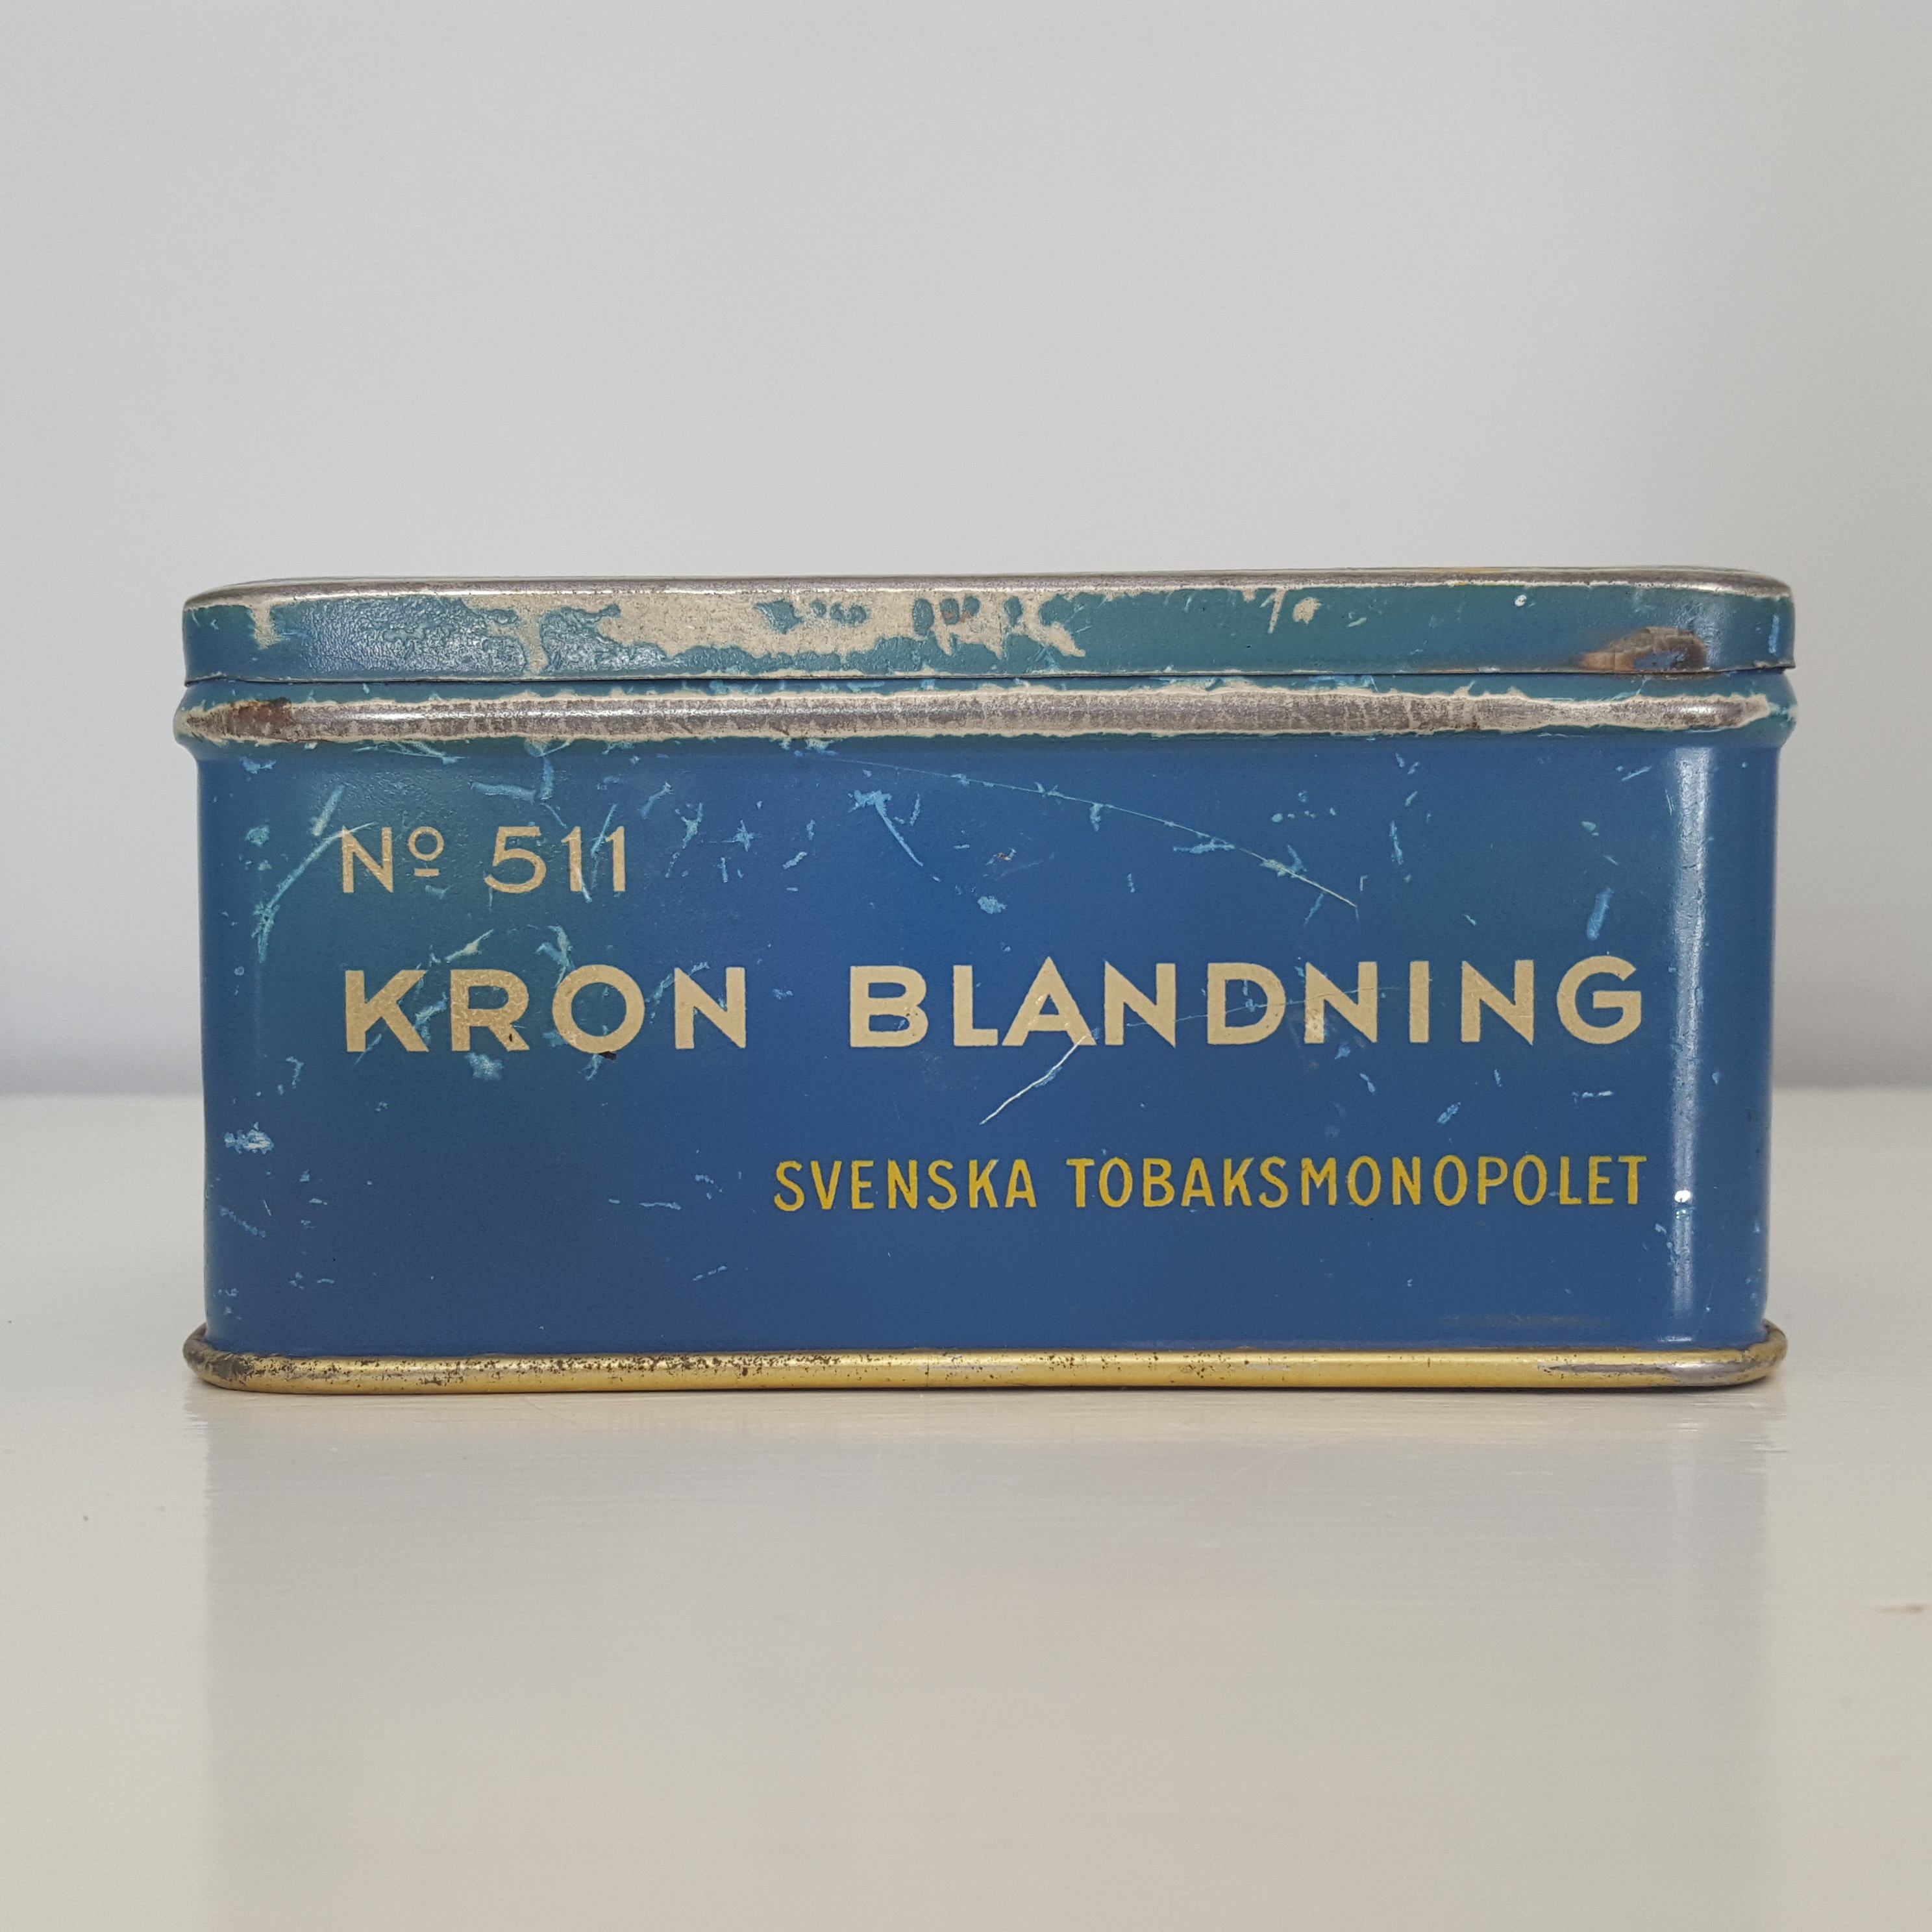 Nº 511
KRON BLANDNING
SVENSKA TOBAKSMONOPOLET